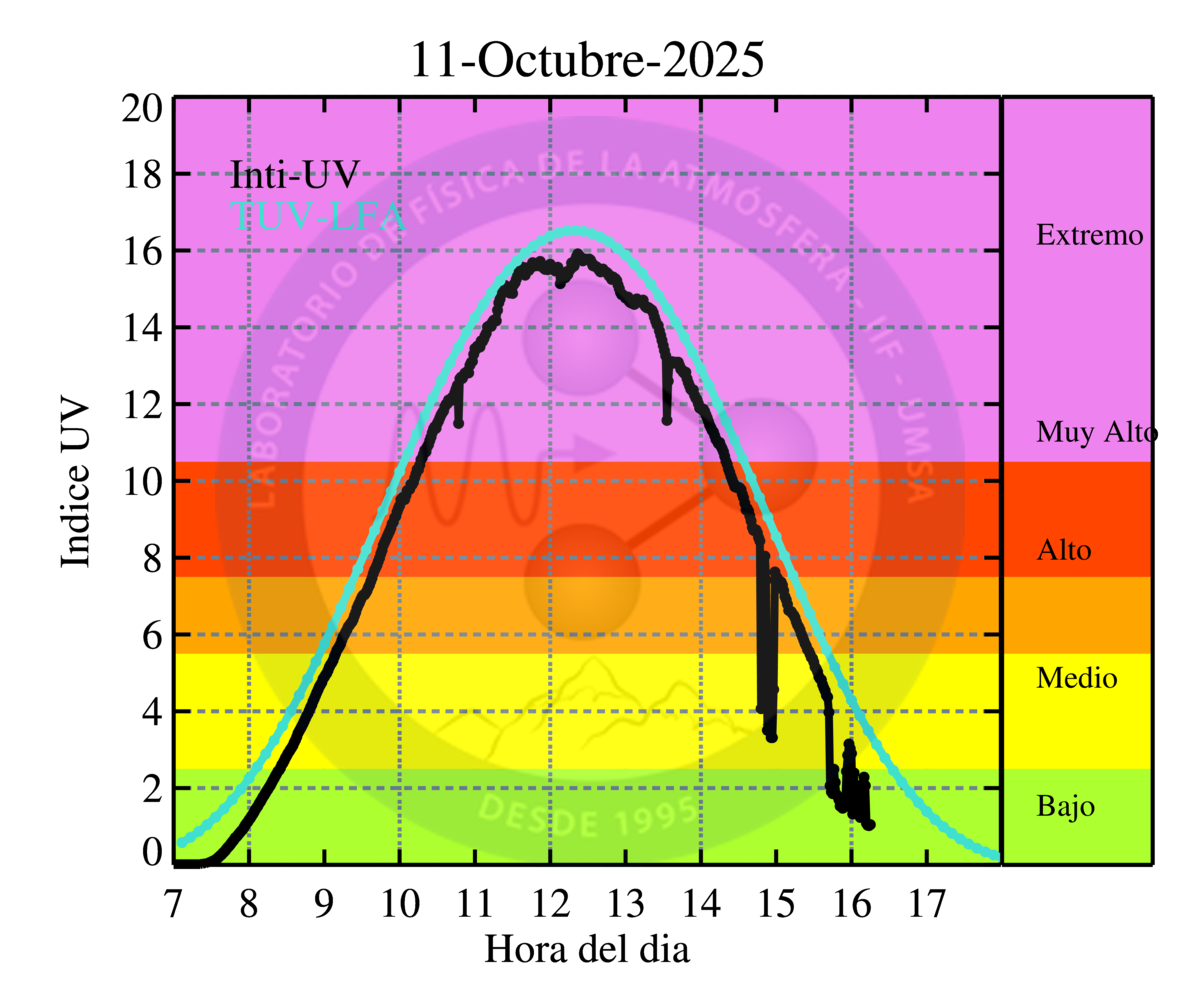 11-Octubre-2025
20
18
16
14
12
10
8
6
4
2
0
Indice UV
Inti-UV
TUV-LFA
LABORATORIO DE FÍSICA DE LA ATMÓSFERA - IIF - UMSA
DESDE 1995
Extremo
Muy Alto
Alto
Medio
Bajo
7 8 9 10 11 12 13 14 15 16 17
Hora del dia